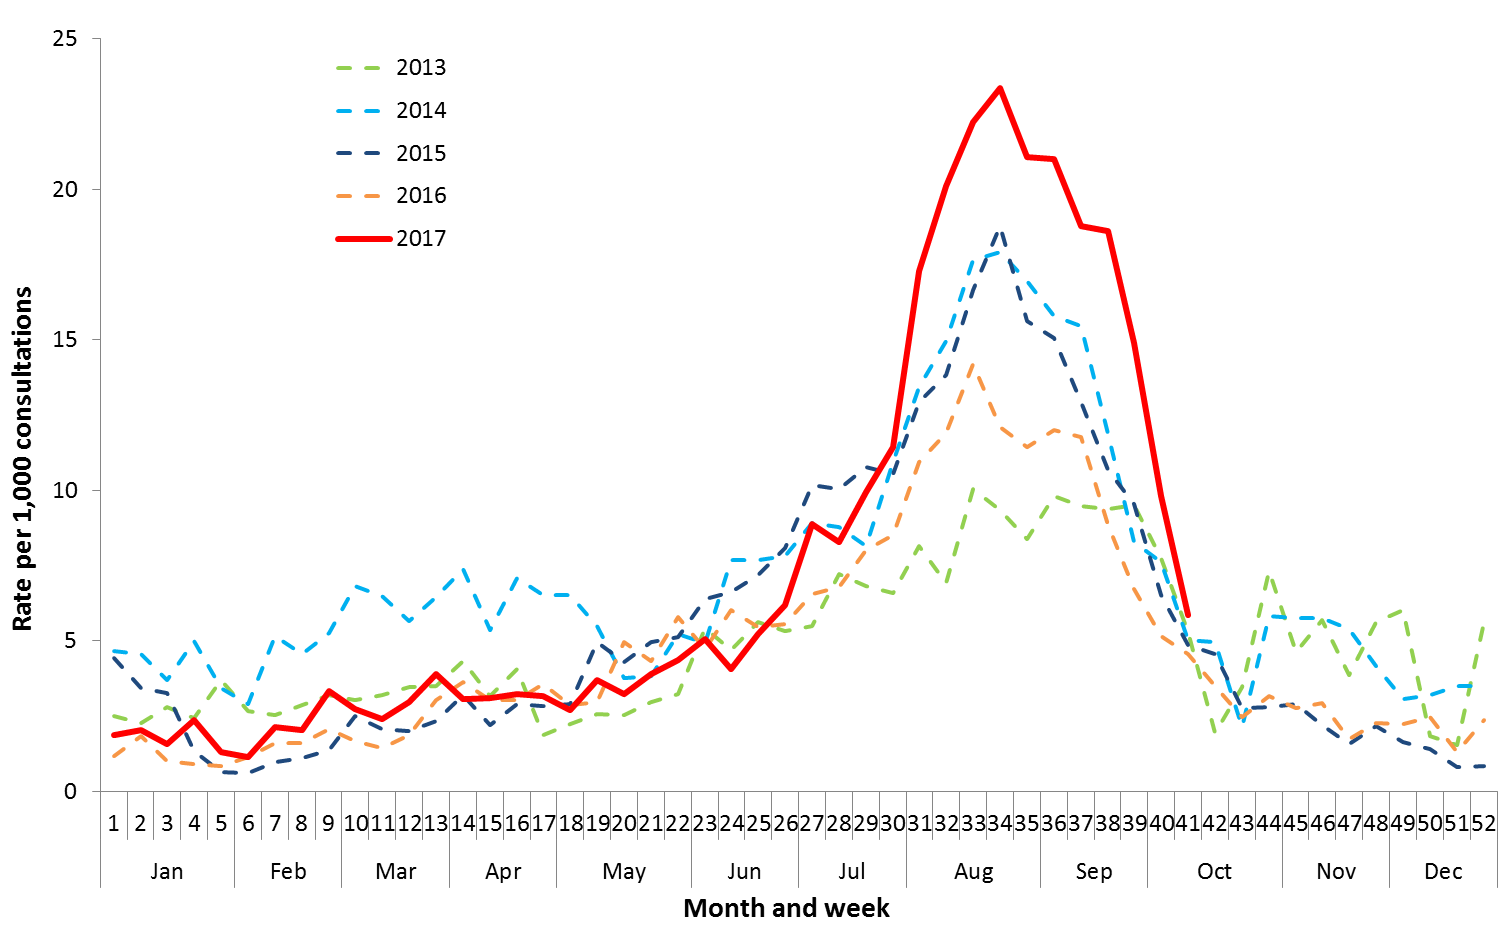 25
20
15
10
5
0
Rate per 1,000 consultations
2013
2014
2015
2016
2017
1 2 3 4 5 6 7 8 9 10 11 12 13 14 15 16 17 18 19 20 21 22 23 24 25 26 27 28 29 30 31 32 33 34 35 36 37 38 39 40 41 42 43 44 45 46 47 48 49 50 51 52
Jan Feb Mar Apr May Jun Jul Aug Sep Oct Nov Dec
Month and week